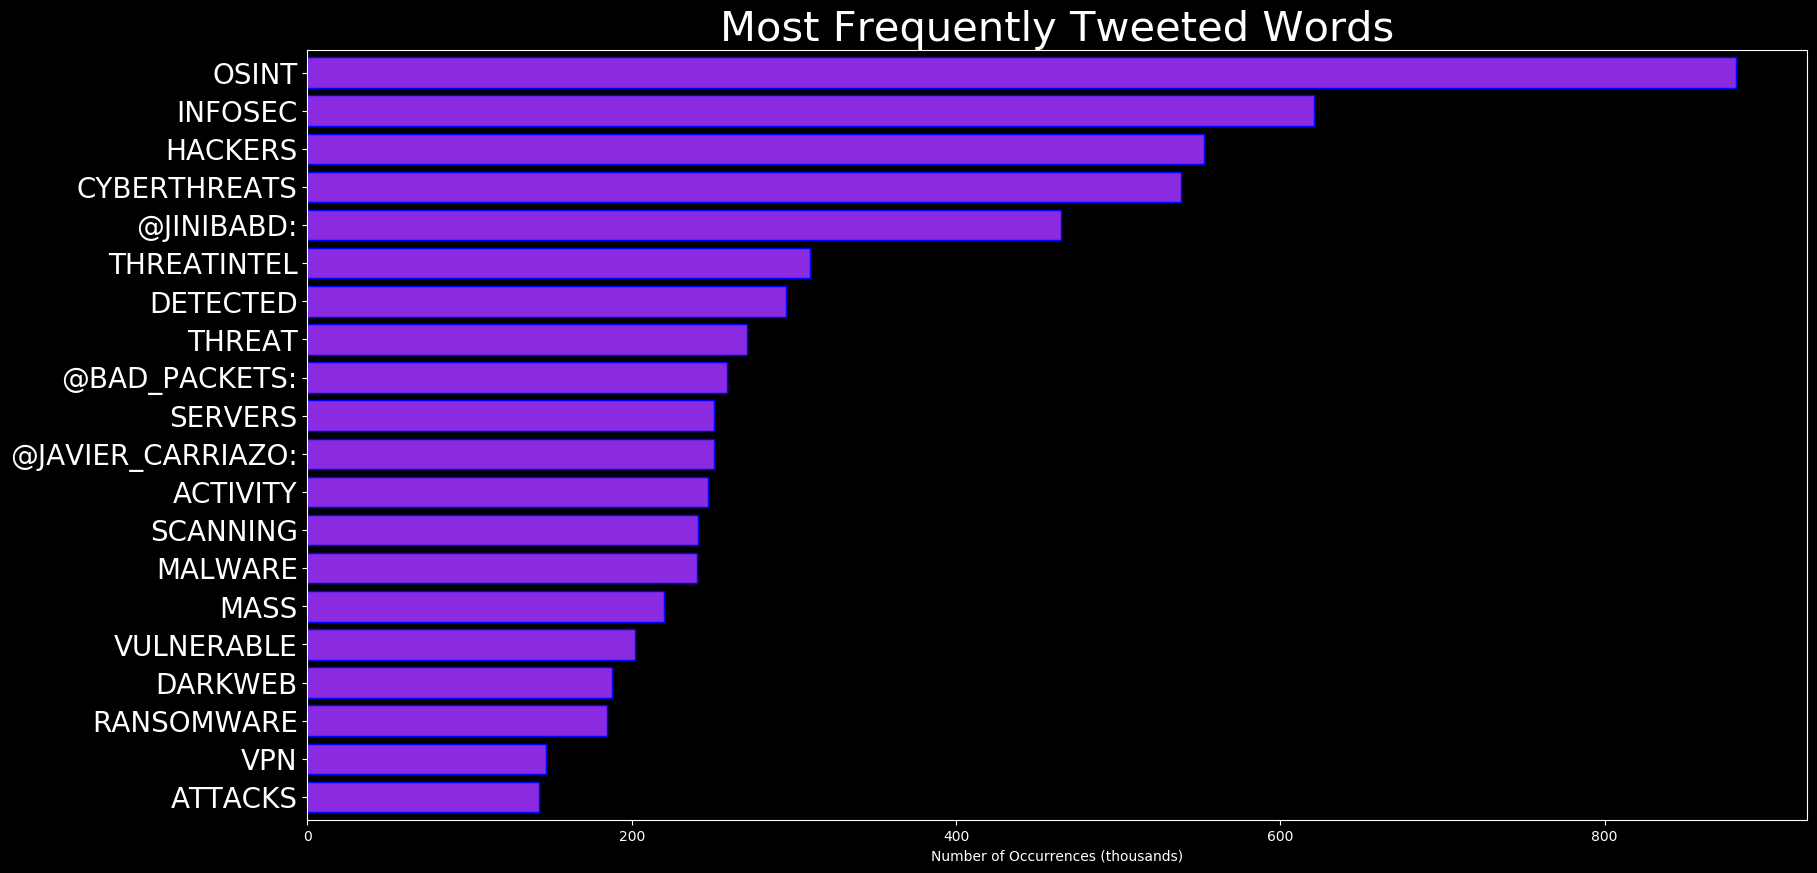 Most Frequently Tweeted Words
OSINT
INFOSEC
HACKERS
CYBERTHREATS
@JINIBABD:
THREATINTEL
DETECTED
THREAT
@BAD_PACKETS:
SERVERS
@JAVIER_CARRIAZO:
ACTIVITY
SCANNING
MALWARE
MASS
VULNERABLE
DARKWEB
RANSOMWARE
VPN
ATTACKS
0 200 400 600 800
Number of Occurrences (thousands)